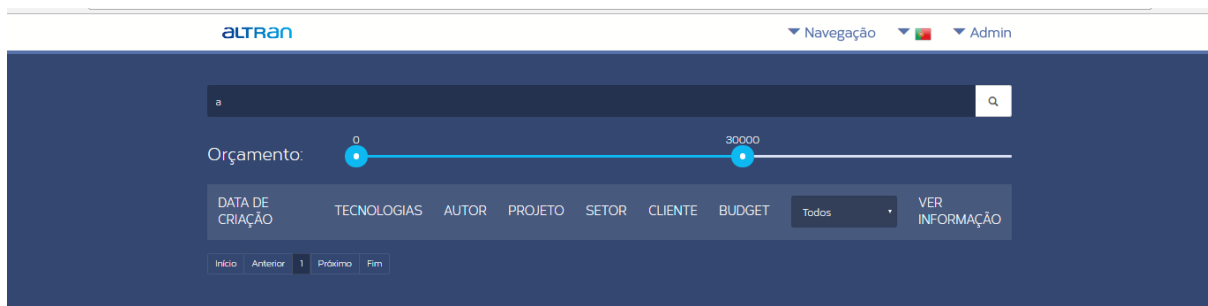 aLTRan
Navegação Admin
a
0 30000
Orçamento:
DATA DE CRIAÇÃO TECNOLOGIAS AUTOR PROJETO SETOR CLIENTE BUDGET Todos VER INFORMAÇÃO
Início Anterior 1 Próximo Fim